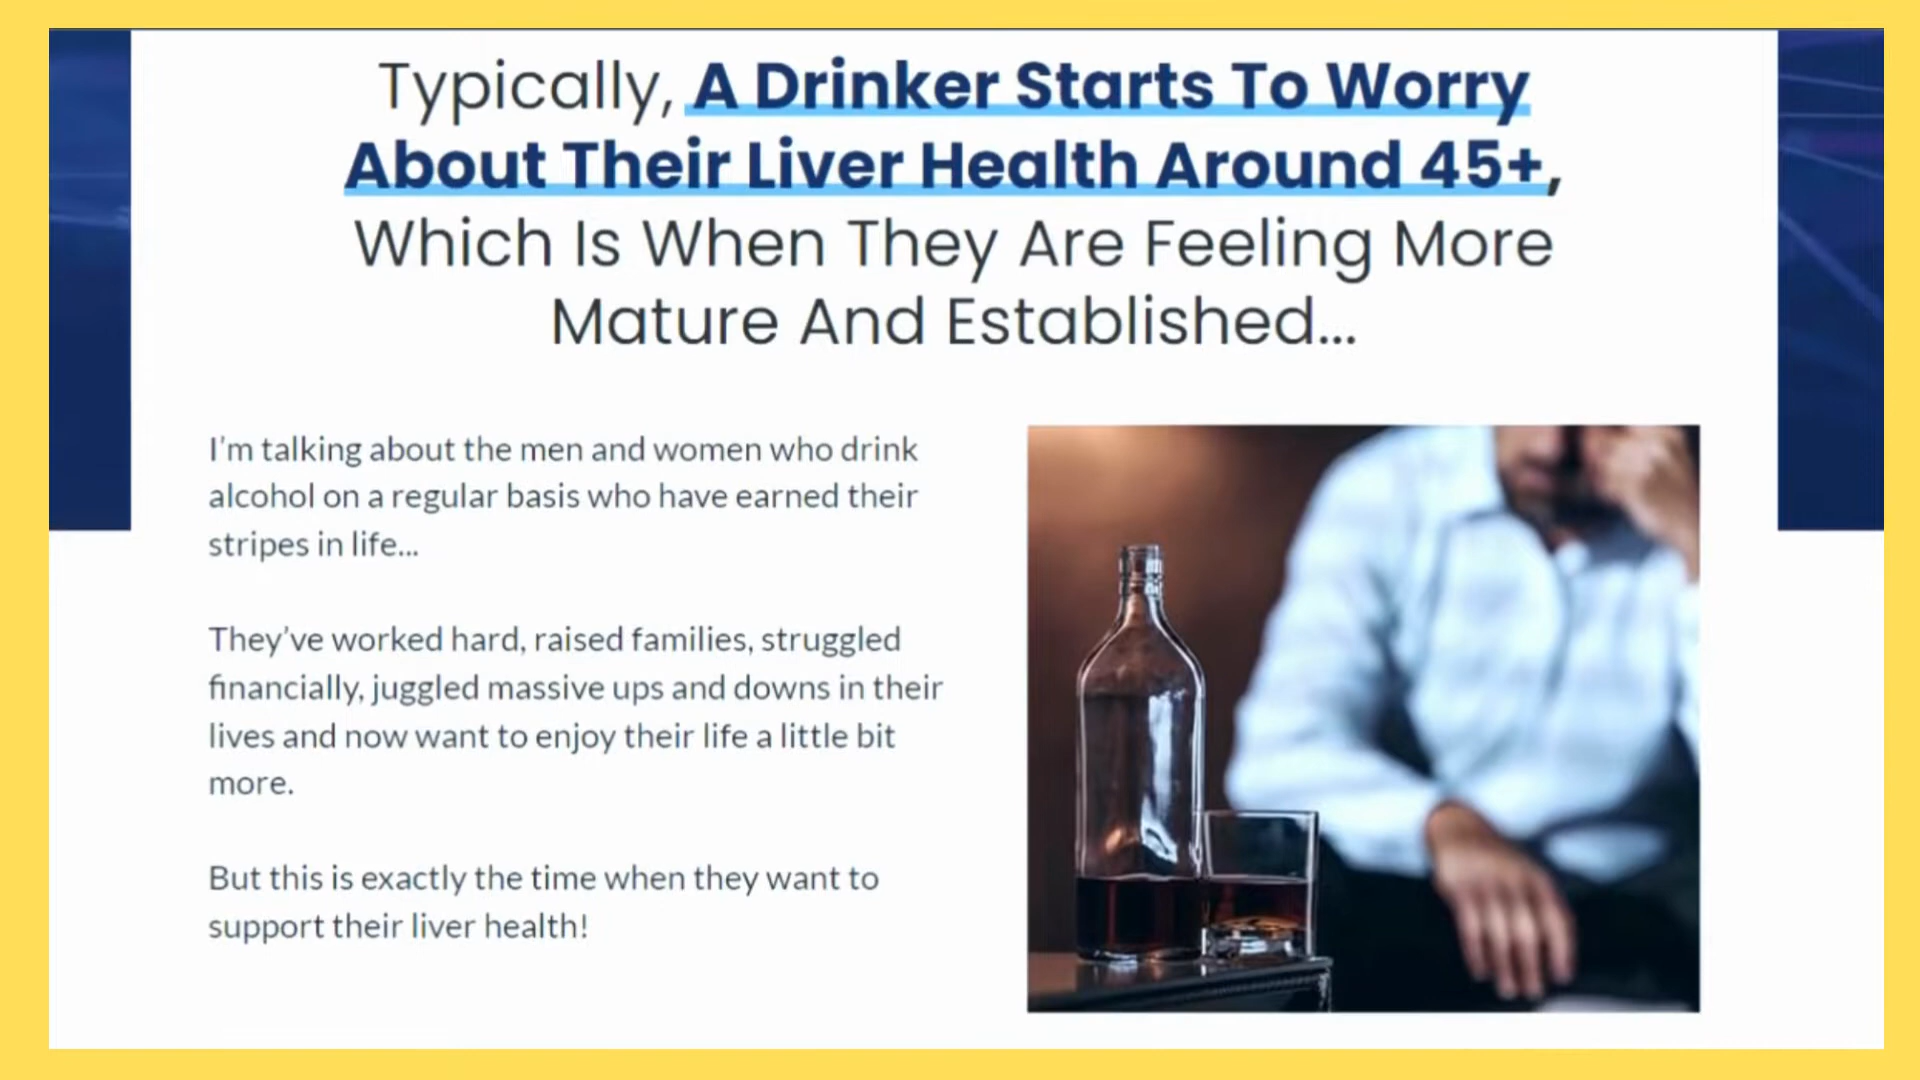 Typically, A Drinker Starts To Worry
About Their Liver Health Around 45+,
Which Is When They Are Feeling More
Mature And Established...
I'm talking about the men and women who drink
alcohol on a regular basis who have earned their
stripes in life...
They've worked hard, raised families, struggled
financially, juggled massive ups and downs in their
lives and now want to enjoy their life a little bit
more.
But this is exactly the time when they want to
support their liver health!